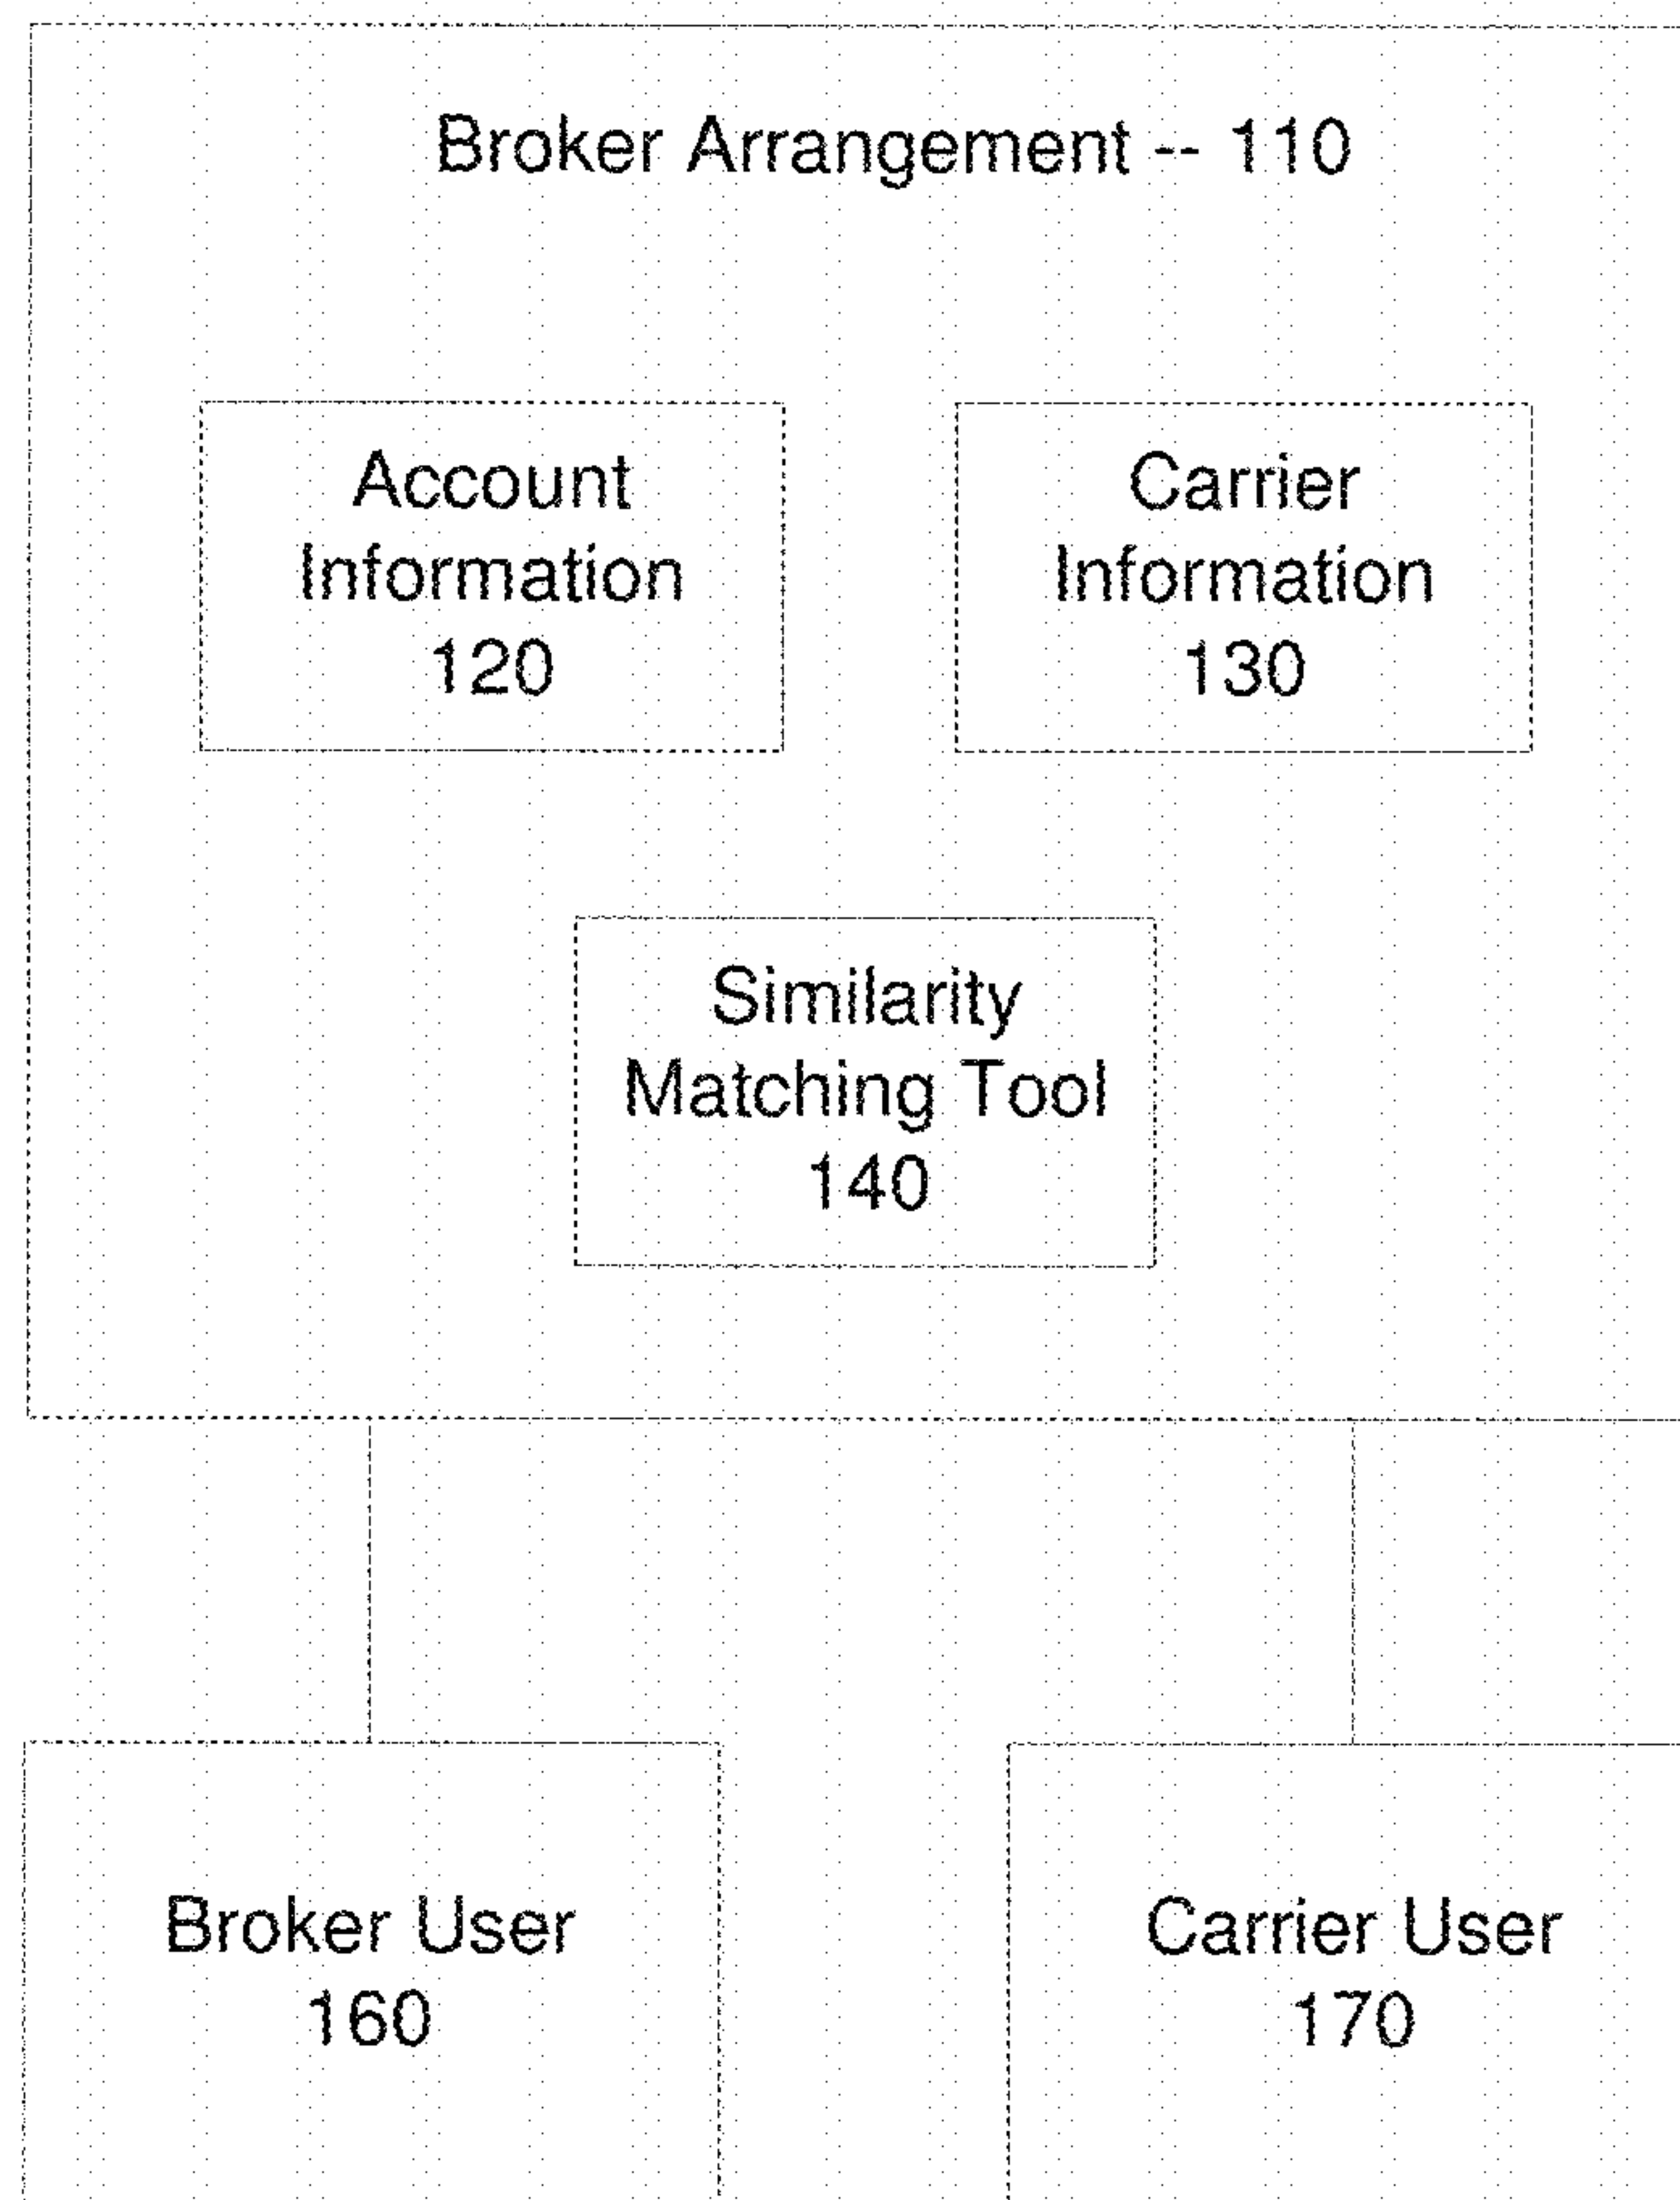 Broker Arrangement -- 110
Account
Information
120
Carrier
Information
130
Similarity
Matching Tool
140
Broker User
160
Carrier User
170